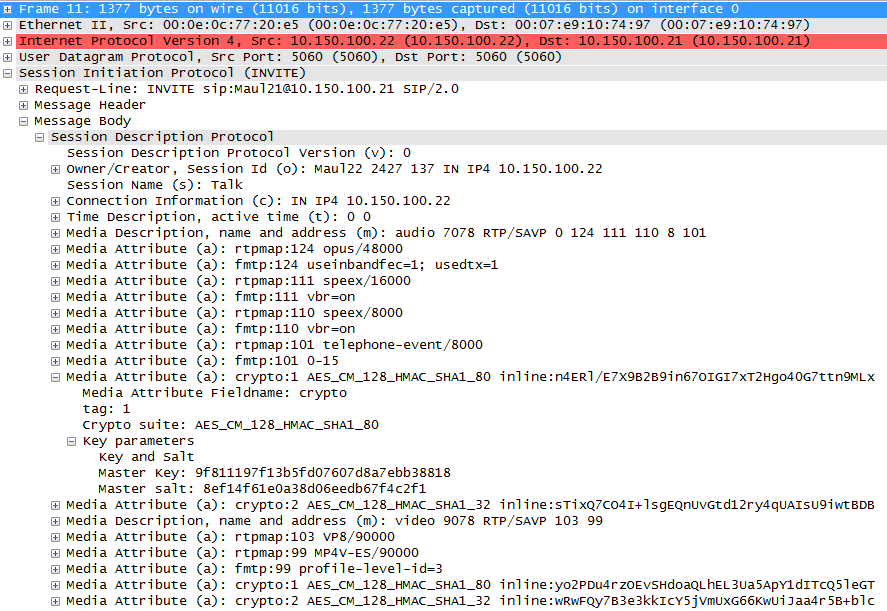 Frame 11: 1377 bytes on wire (11016 bits), 1377 bytes captured (11016 bits) on interface 0
Ethernet II, Src: 00:0e:0c:77:20:e5 (00:0e:0c:77:20:e5), Dst: 00:07:e9:10:74:97 (00:07:e9:10:74:97)
Internet Protocol Version 4, Src: 10.150.100.22 (10.150.100.22), Dst: 10.150.100.21 (10.150.100.21)
User Datagram Protocol, Src Port: 5060 (5060), Dst Port: 5060 (5060)
Session Initiation Protocol (INVITE)
Request-Line: INVITE sip:Maul21@10.150.100.21 SIP/2.0
Message Header
Message Body
Session Description Protocol
Session Description Protocol Version (v): 0
Owner/Creator, Session Id (o): Maul22 2427 137 IN IP4 10.150.100.22
Session Name (s): Talk
Connection Information (c): IN IP4 10.150.100.22
Time Description, active time (t): 0 0
Media Description, name and address (m): audio 7078 RTP/SAVP 0 124 111 110 8 101
Media Attribute (a): rtpmap:124 opus/48000
Media Attribute (a): fmtp:124 useinbandfec=1; usedtx=1
Media Attribute (a): rtpmap:111 speex/16000
Media Attribute (a): fmtp:111 vbr=on
Media Attribute (a): rtpmap:110 speex/8000
Media Attribute (a): fmtp:110 vbr=on
Media Attribute (a): rtpmap:101 telephone-event/8000
Media Attribute (a): fmtp:101 0-15
Media Attribute (a): crypto:1 AES_CM_128_HMAC_SHA1_80 inline:n4ERl/E7X9B2B9in67OIGI7xT2Hgo4OG7ttn9MLx
Media Attribute Fieldname: crypto
tag: 1
Crypto suite: AES_CM_128_HMAC_SHA1_80
Key parameters
Key and Salt
Master Key: 9f811197f13b5fd07607d8a7ebb38818
Master salt: 8ef14f61e0a38d06eedb67f4c2f1
Media Attribute (a): crypto:2 AES_CM_128_HMAC_SHA1_32 inline:sTixQ7CO4I+lsgEQnUvGtd12ry4qUAIsU9iwtBDB
Media Description, name and address (m): video 9078 RTP/SAVP 103 99
Media Attribute (a): rtpmap:103 VP8/90000
Media Attribute (a): rtpmap:99 MP4V-ES/90000
Media Attribute (a): fmtp:99 profile-level-id=3
Media Attribute (a): crypto:1 AES_CM_128_HMAC_SHA1_80 inline:yo2PDu4rzOEvSHdoaQLhEL3Ua5ApY1dITcQ5leGT
Media Attribute (a): crypto:2 AES_CM_128_HMAC_SHA1_32 inline:wRwFQy7B3e3kkIcY5jVmUxG66KwUiJaa4r5B+blc